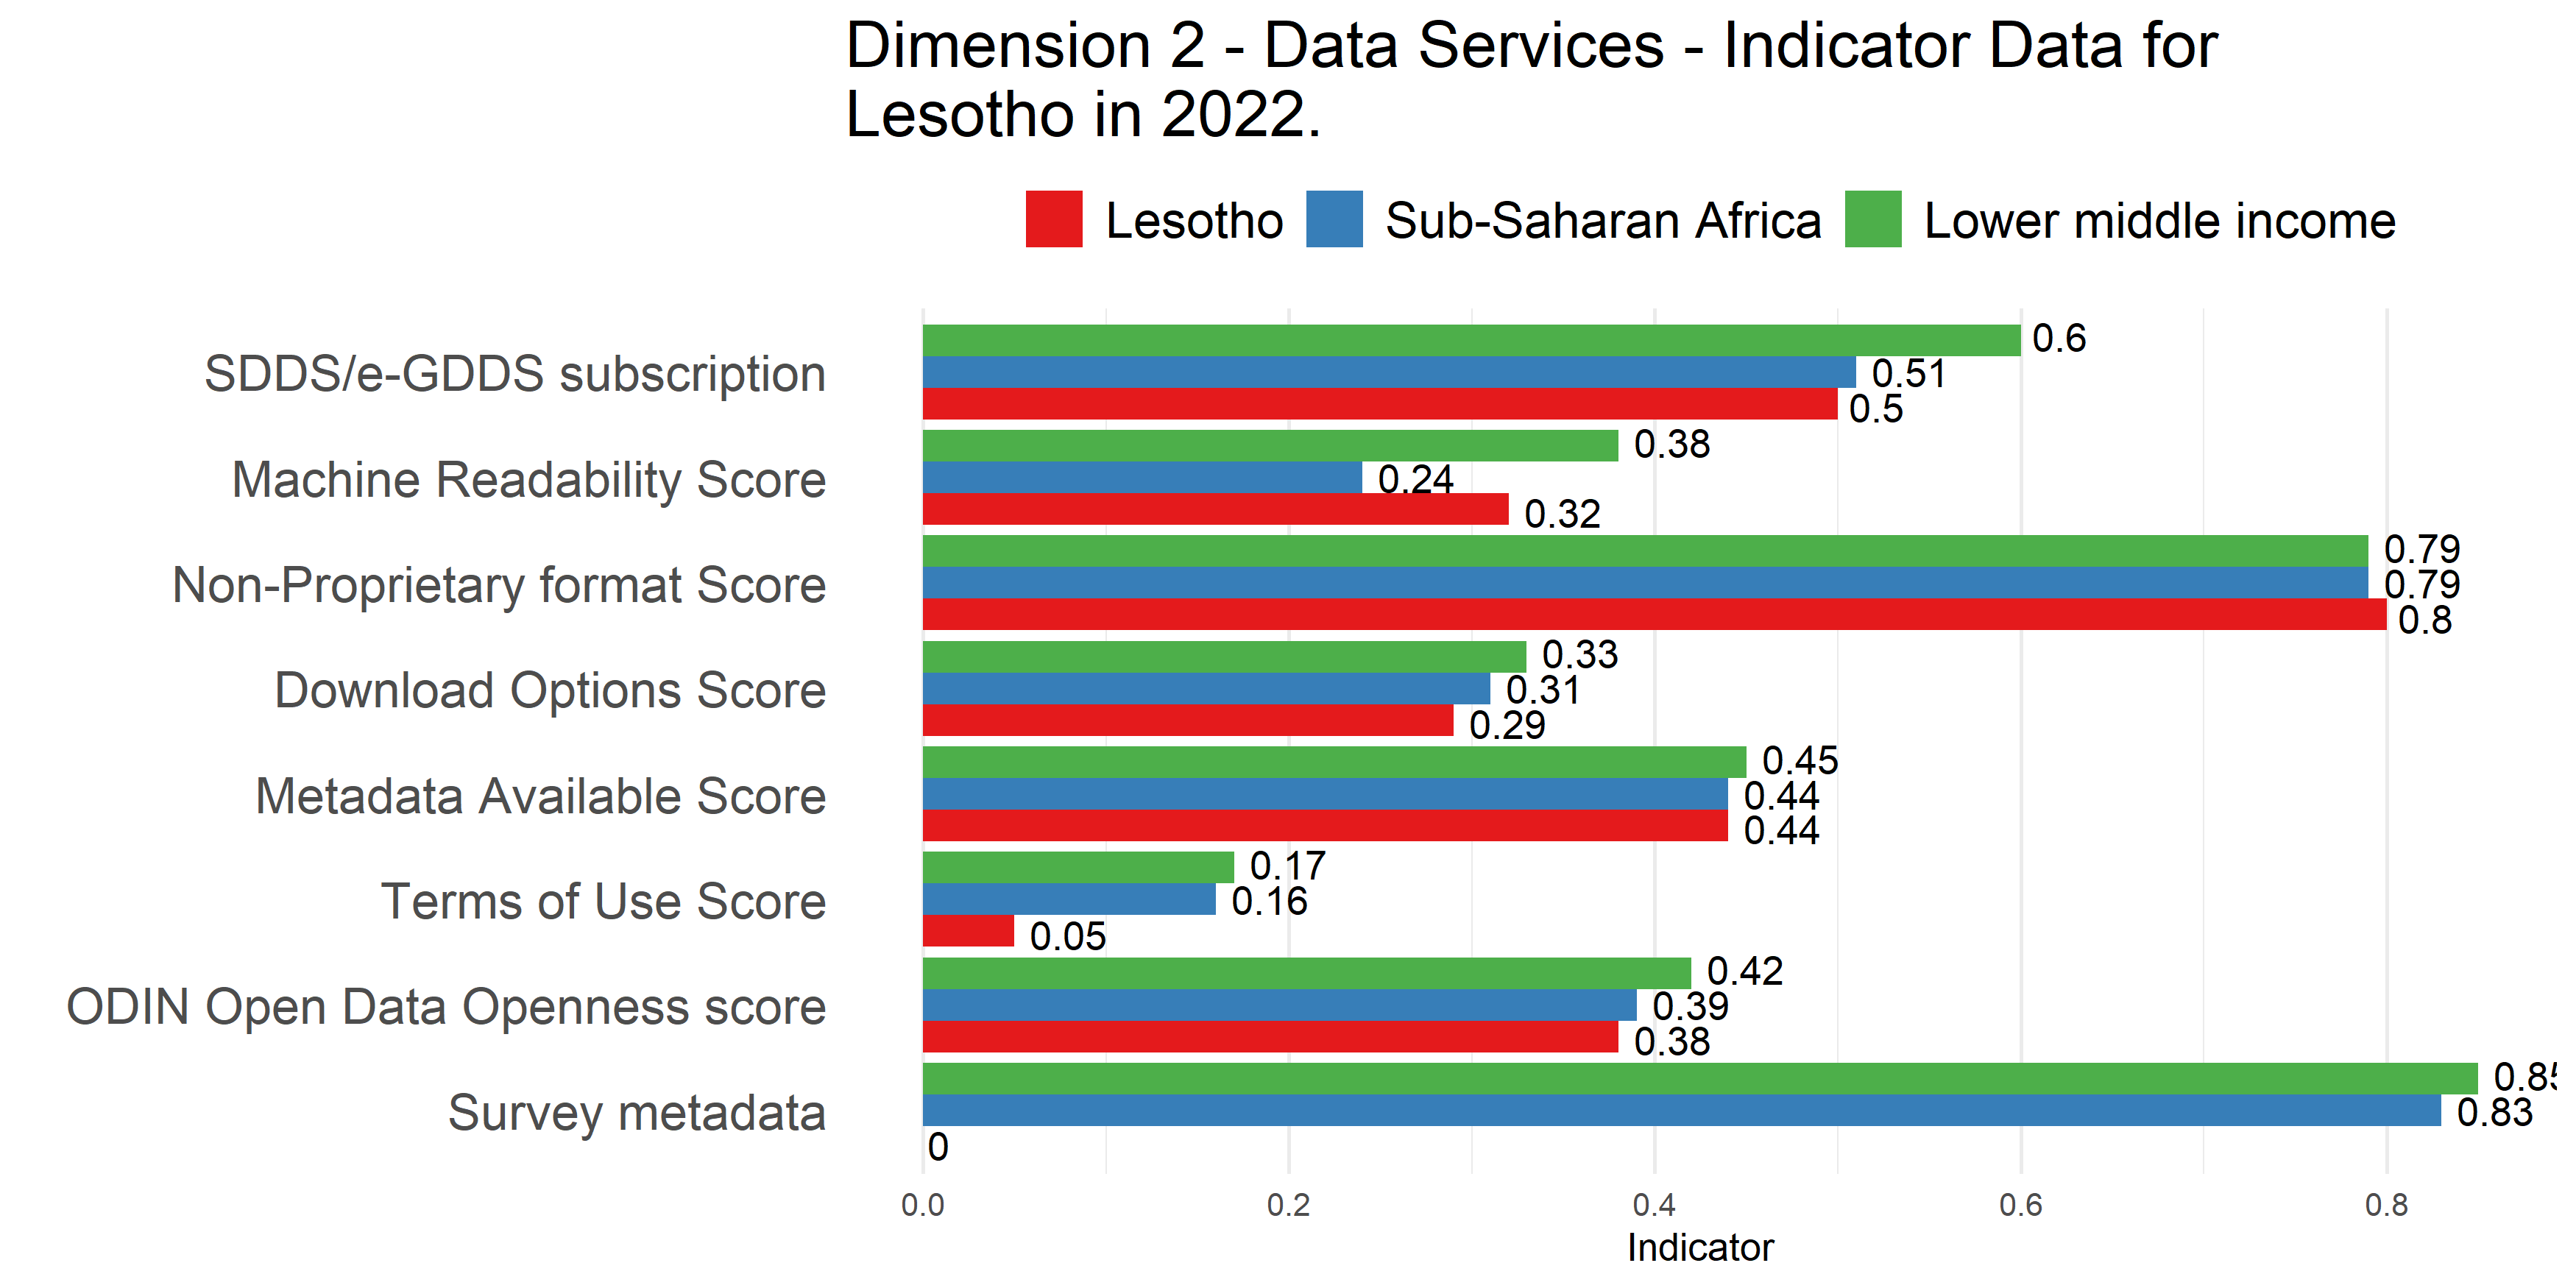 Dimension 2 - Data Services - Indicator Data for
Lesotho in 2022.
Lesotho Sub-Saharan Africa Lower middle income
SDDS/e-GDDS subscription
0.6
0.51
0.5
Machine Readability Score
0.38
0.24
0.32
Non-Proprietary format Score
0.79
0.79
0.8
Download Options Score
0.33
0.31
0.29
Metadata Available Score
0.45
0.44
0.44
Terms of Use Score
0.17
0.16
0.05
ODIN Open Data Openness score
0.42
0.39
0.38
Survey metadata
0.85
0.83
0
0.0 0.2 0.4 0.6 0.8
Indicator